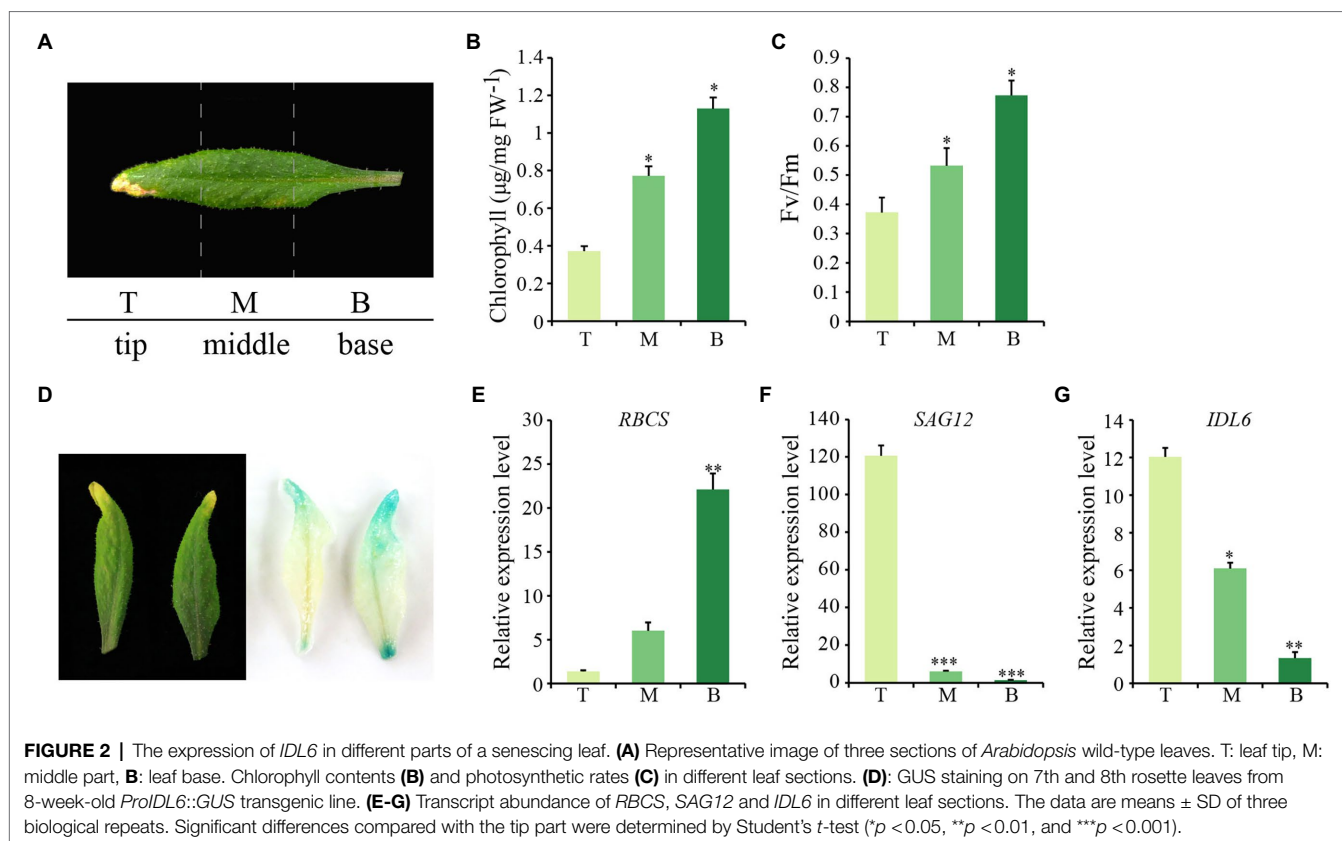 A
T M B
tip middle base
B
Chlorophyll (µg/mg FW⁻¹)
1.4
1.2
1
0.8
0.6
0.4
0.2
0
*
*
T M B
C
Fv/Fm
0.9
0.8
0.7
0.6
0.5
0.4
0.3
0.2
0.1
0
*
*
T M B
D
E
RBCS
Relative expression level
30
25
20
15
10
5
0
**
T M B
F
SAG12
Relative expression level
140
120
100
80
60
40
20
0
***
***
T M B
G
IDL6
Relative expression level
14
12
10
8
6
4
2
0
*
**
T M B
FIGURE 2 | The expression of IDL6 in different parts of a senescing leaf. (A) Representative image of three sections of Arabidopsis wild-type leaves. T: leaf tip, M:
middle part, B: leaf base. Chlorophyll contents (B) and photosynthetic rates (C) in different leaf sections. (D): GUS staining on 7th and 8th rosette leaves from
8-week-old ProIDL6::GUS transgenic line. (E-G) Transcript abundance of RBCS, SAG12 and IDL6 in different leaf sections. The data are means ± SD of three
biological repeats. Significant differences compared with the tip part were determined by Student’s t-test (*p < 0.05, **p < 0.01, and ***p < 0.001).